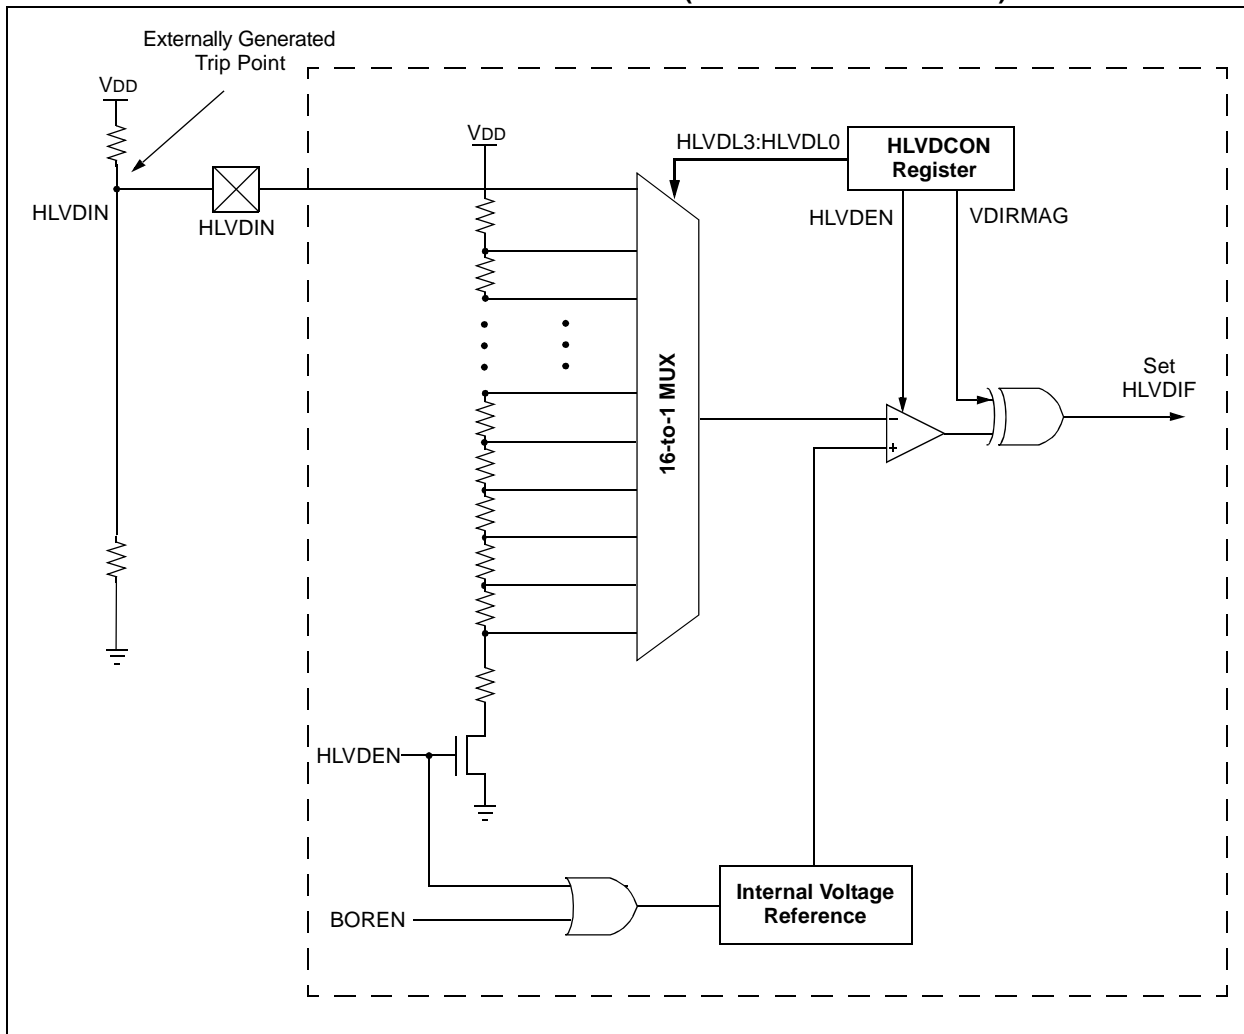 Externally Generated
Trip Point
VDD
VDD
HLVDL3:HLVDL0
HLVDCON
Register
HLVDIN
HLVDIN
HLVDEN
VDIRMAG
16-to-1 MUX
Set
HLVDIF
–
+
HLVDEN
BOREN
Internal Voltage
Reference